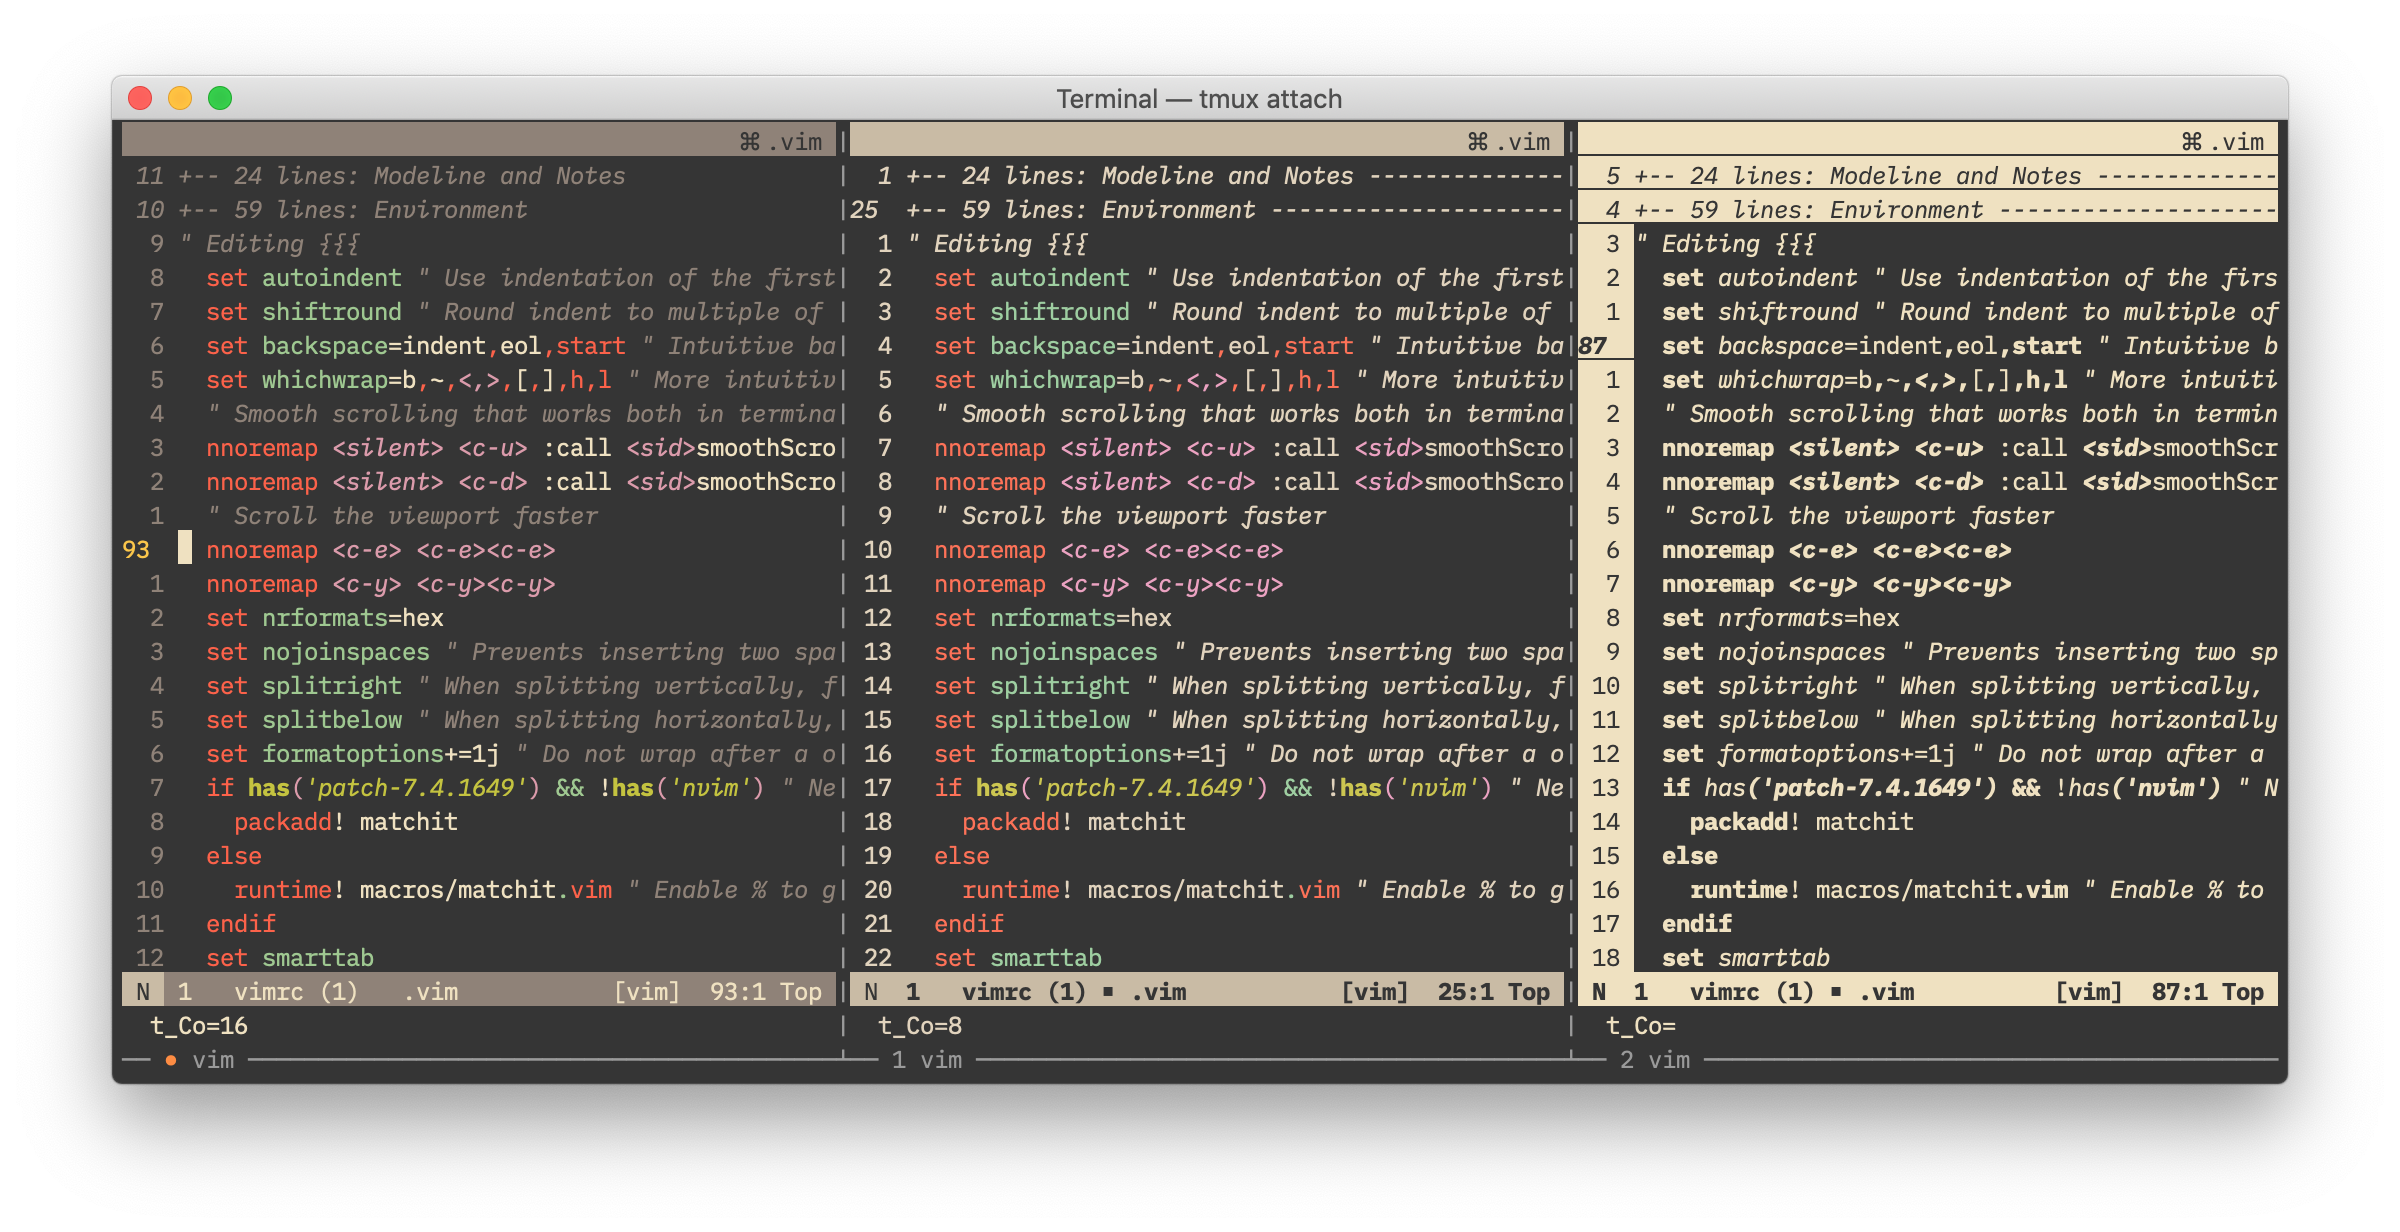 Terminal — tmux attach
⌘ .vim
11 +-- 24 lines: Modeline and Notes
10 +-- 59 lines: Environment
9 " Editing {{{
8 set autoindent " Use indentation of the first
7 set shiftround " Round indent to multiple of
6 set backspace=indent,eol,start " Intuitive ba
5 set whichwrap=b,~,<,>,[,],h,l " More intuitiv
4 " Smooth scrolling that works both in termina
3 nnoremap <silent> <c-u> :call <sid>smoothScro
2 nnoremap <silent> <c-d> :call <sid>smoothScro
1 " Scroll the viewport faster
93 nnoremap <c-e> <c-e><c-e>
1 nnoremap <c-y> <c-y><c-y>
2 set nrformats=hex
3 set nojoinspaces " Prevents inserting two spa
4 set splitright " When splitting vertically, f
5 set splitbelow " When splitting horizontally,
6 set formatoptions+=1j " Do not wrap after a o
7 if has('patch-7.4.1649') && !has('nvim') " Ne
8 packadd! matchit
9 else
10 runtime! macros/matchit.vim " Enable % to g
11 endif
12 set smarttab
N 1 vimrc (1) .vim [vim] 93:1 Top
t_Co=16
● vim
⌘ .vim
1 +-- 24 lines: Modeline and Notes --------------
25 +-- 59 lines: Environment ---------------------
1 " Editing {{{
2 set autoindent " Use indentation of the first
3 set shiftround " Round indent to multiple of
4 set backspace=indent,eol,start " Intuitive ba
5 set whichwrap=b,~,<,>,[,],h,l " More intuitiv
6 " Smooth scrolling that works both in termina
7 nnoremap <silent> <c-u> :call <sid>smoothScro
8 nnoremap <silent> <c-d> :call <sid>smoothScro
9 " Scroll the viewport faster
10 nnoremap <c-e> <c-e><c-e>
11 nnoremap <c-y> <c-y><c-y>
12 set nrformats=hex
13 set nojoinspaces " Prevents inserting two spa
14 set splitright " When splitting vertically, f
15 set splitbelow " When splitting horizontally,
16 set formatoptions+=1j " Do not wrap after a o
17 if has('patch-7.4.1649') && !has('nvim') " Ne
18 packadd! matchit
19 else
20 runtime! macros/matchit.vim " Enable % to g
21 endif
22 set smarttab
N 1 vimrc (1) ▪ .vim [vim] 25:1 Top
t_Co=8
1 vim
⌘ .vim
5 +-- 24 lines: Modeline and Notes -------------
4 +-- 59 lines: Environment --------------------
3 " Editing {{{
2 set autoindent " Use indentation of the firs
1 set shiftround " Round indent to multiple of
87 set backspace=indent,eol,start " Intuitive b
1 set whichwrap=b,~,<,>,[,],h,l " More intuiti
2 " Smooth scrolling that works both in termin
3 nnoremap <silent> <c-u> :call <sid>smoothScr
4 nnoremap <silent> <c-d> :call <sid>smoothScr
5 " Scroll the viewport faster
6 nnoremap <c-e> <c-e><c-e>
7 nnoremap <c-y> <c-y><c-y>
8 set nrformats=hex
9 set nojoinspaces " Prevents inserting two sp
10 set splitright " When splitting vertically,
11 set splitbelow " When splitting horizontally
12 set formatoptions+=1j " Do not wrap after a
13 if has('patch-7.4.1649') && !has('nvim') " N
14 packadd! matchit
15 else
16 runtime! macros/matchit.vim " Enable % to
17 endif
18 set smarttab
N 1 vimrc (1) ▪ .vim [vim] 87:1 Top
t_Co=
2 vim